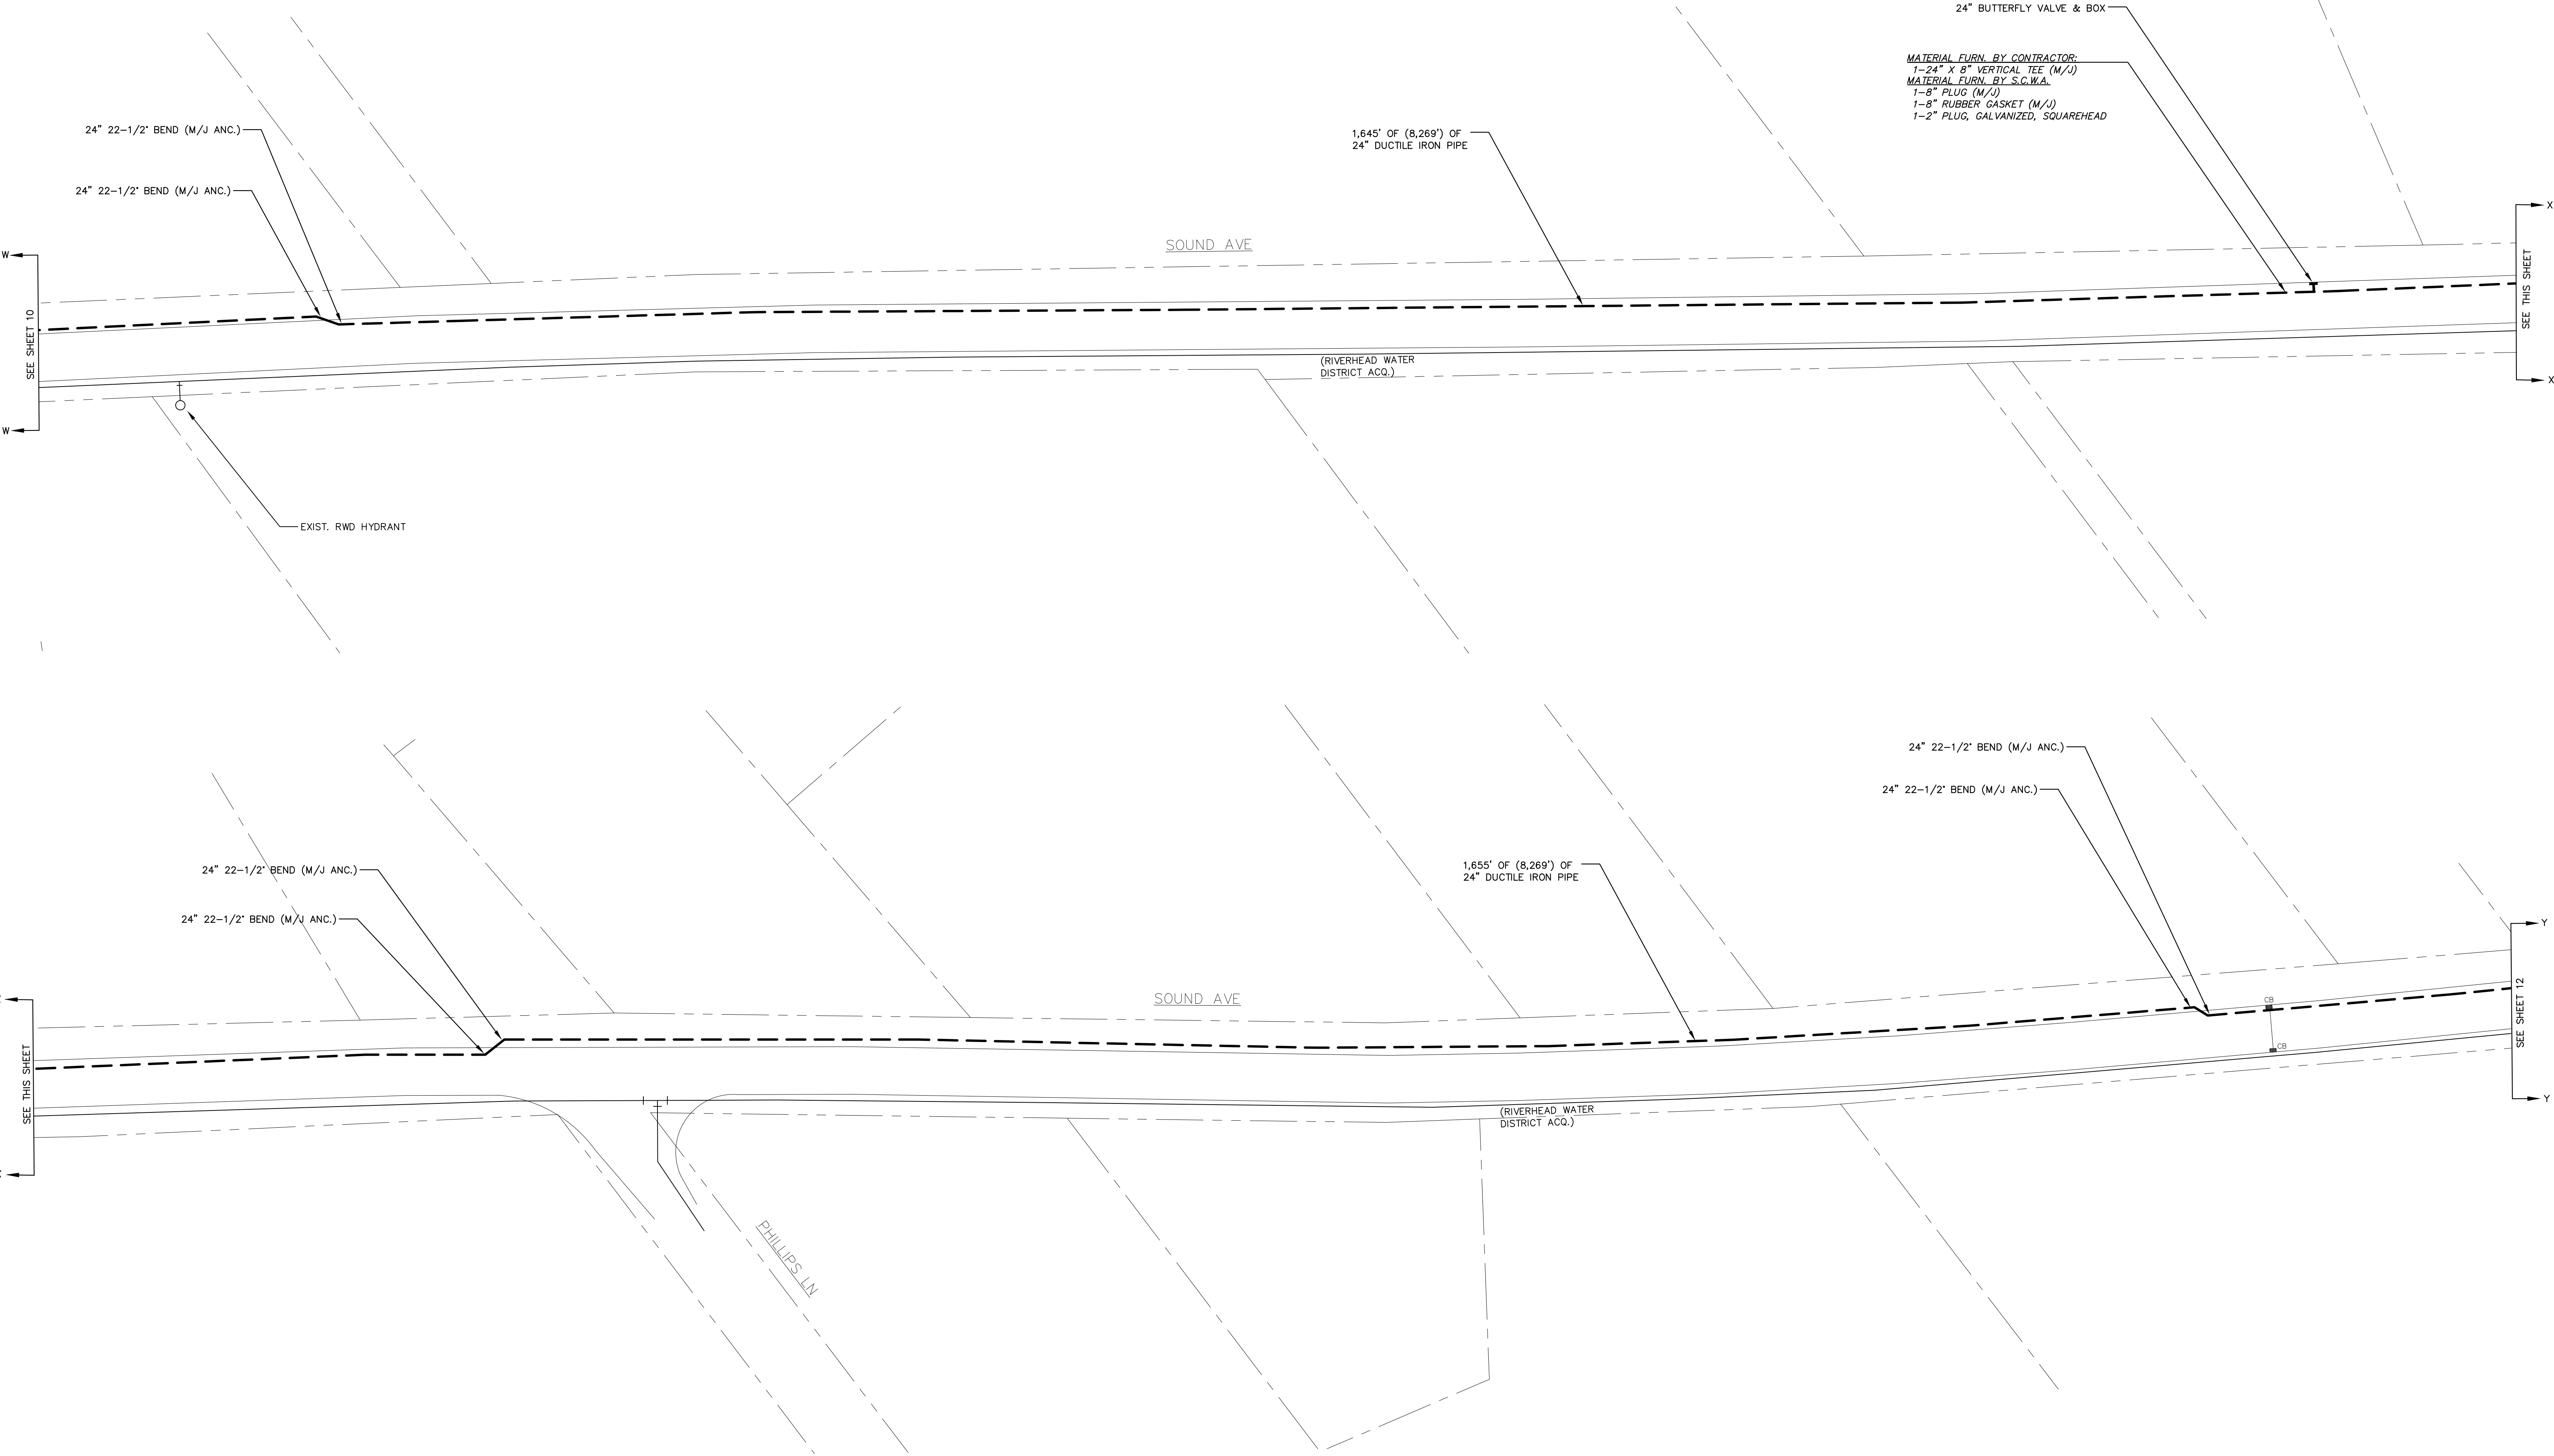 24" BUTTERFLY VALVE & BOX
MATERIAL FURN. BY CONTRACTOR:
1-24" X 8" VERTICAL TEE (M/J)
MATERIAL FURN. BY S.C.W.A.
1-8" PLUG (M/J)
1-8" RUBBER GASKET (M/J)
1-2" PLUG, GALVANIZED, SQUAREHEAD
24" 22-1/2° BEND (M/J ANC.)
1,645' OF (8,269') OF
24" DUCTILE IRON PIPE
24" 22-1/2° BEND (M/J ANC.)
X
SOUND AVE
W
SEE THIS SHEET
SEE SHEET 10
(RIVERHEAD WATER
DISTRICT ACQ.)
X
W
EXIST. RWD HYDRANT
24" 22-1/2° BEND (M/J ANC.)
24" 22-1/2° BEND (M/J ANC.)
24" 22-1/2° BEND (M/J ANC.)
1,655' OF (8,269') OF
24" DUCTILE IRON PIPE
24" 22-1/2° BEND (M/J ANC.)
Y
SOUND AVE
CB
SEE SHEET 12
CB
SEE THIS SHEET
Y
(RIVERHEAD WATER
DISTRICT ACQ.)
PHILLIPS LN